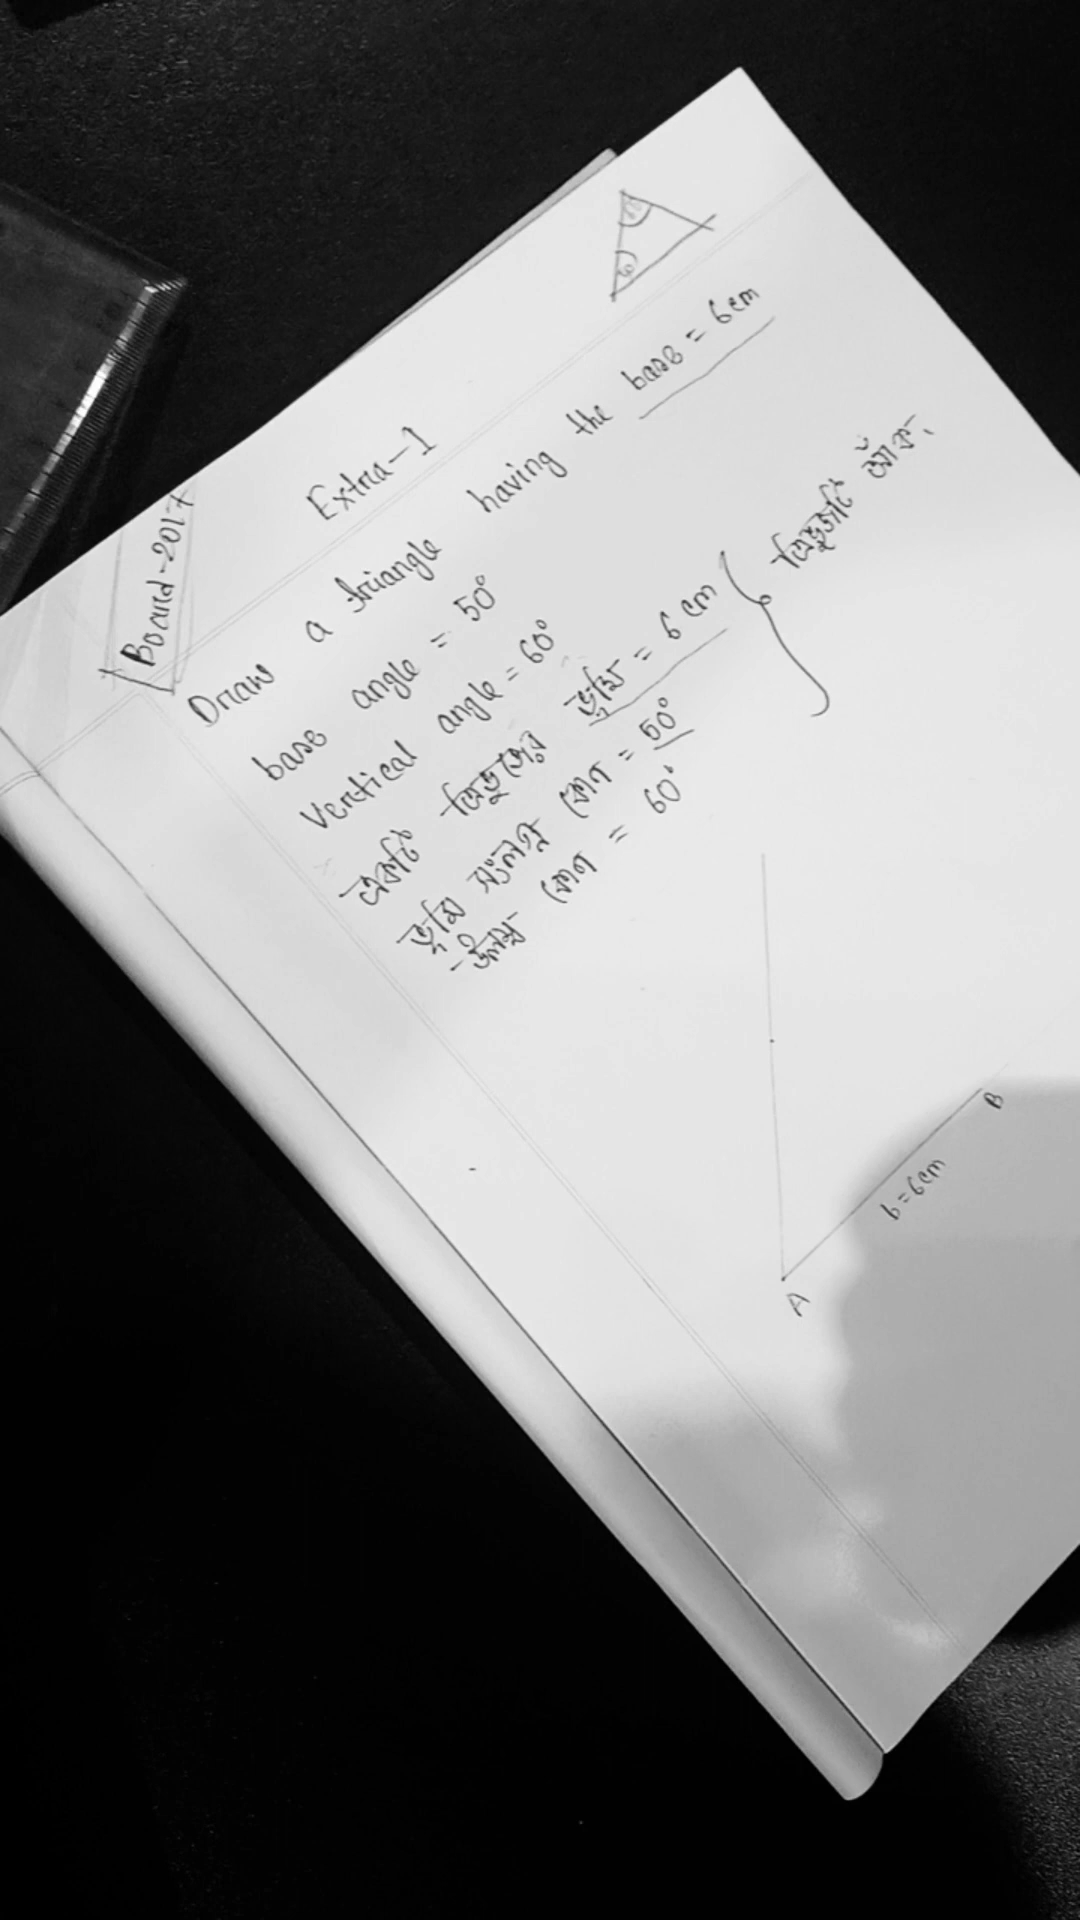 Board-2017
Extra-1
Draw a triangle having the base = 6cm
base angle = 50°
Vertical angle = 60°
একটি ত্রিভুজের ভূমি = 6 cm
ভূমি সংলগ্ন কোণ = 50°
কোণ = 60°
ত্রিভুজটি আঁক,
A
b=6cm
B